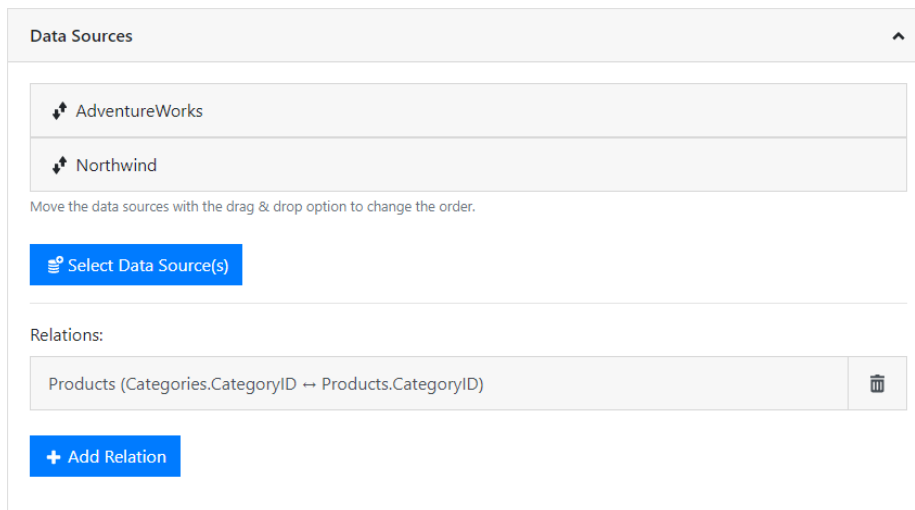 Data Sources
AdventureWorks
Northwind
Move the data sources with the drag & drop option to change the order.
Select Data Source(s)
Relations:
Products (Categories.CategoryID ↔ Products.CategoryID)
Add Relation